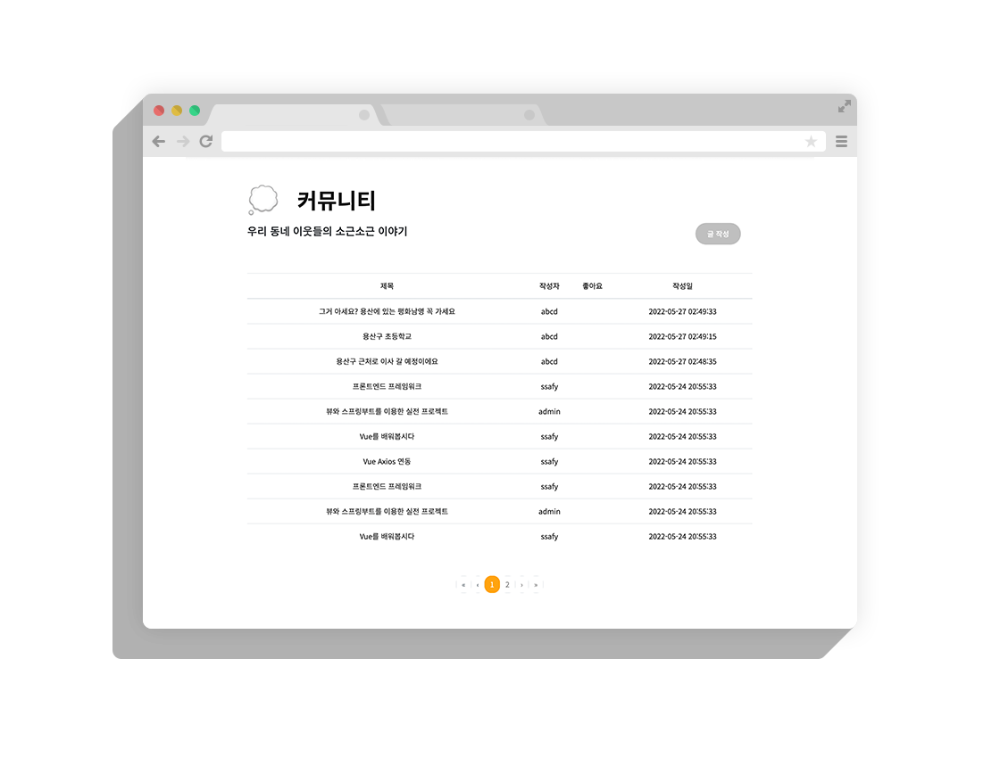 커뮤니티
우리 동네 이웃들의 소근소근 이야기
글 작성
제목 작성자 좋아요 작성일
그거 아세요? 용산에 있는 평화남영 꼭 가세요 abcd 2022-05-27 02:49:33
용산구 초등학교 abcd 2022-05-27 02:49:15
용산구 근처로 이사 갈 예정이에요 abcd 2022-05-27 02:48:35
프론트엔드 프레임워크 ssafy 2022-05-24 20:55:33
뷰와 스프링부트를 이용한 실전 프로젝트 admin 2022-05-24 20:55:33
Vue를 배워봅시다 ssafy 2022-05-24 20:55:33
Vue Axios 연동 ssafy 2022-05-24 20:55:33
프론트엔드 프레임워크 ssafy 2022-05-24 20:55:33
뷰와 스프링부트를 이용한 실전 프로젝트 admin 2022-05-24 20:55:33
Vue를 배워봅시다 ssafy 2022-05-24 20:55:33
« ‹ 1 2 › »